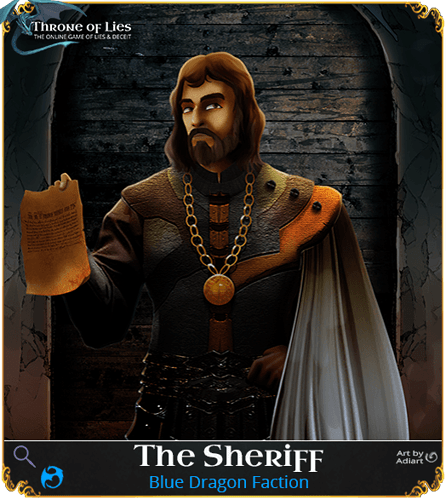 Throne of Lies
THE ONLINE GAME OF LIES & DECEIT
The Sheriff
Blue Dragon Faction
Art by
Adiart